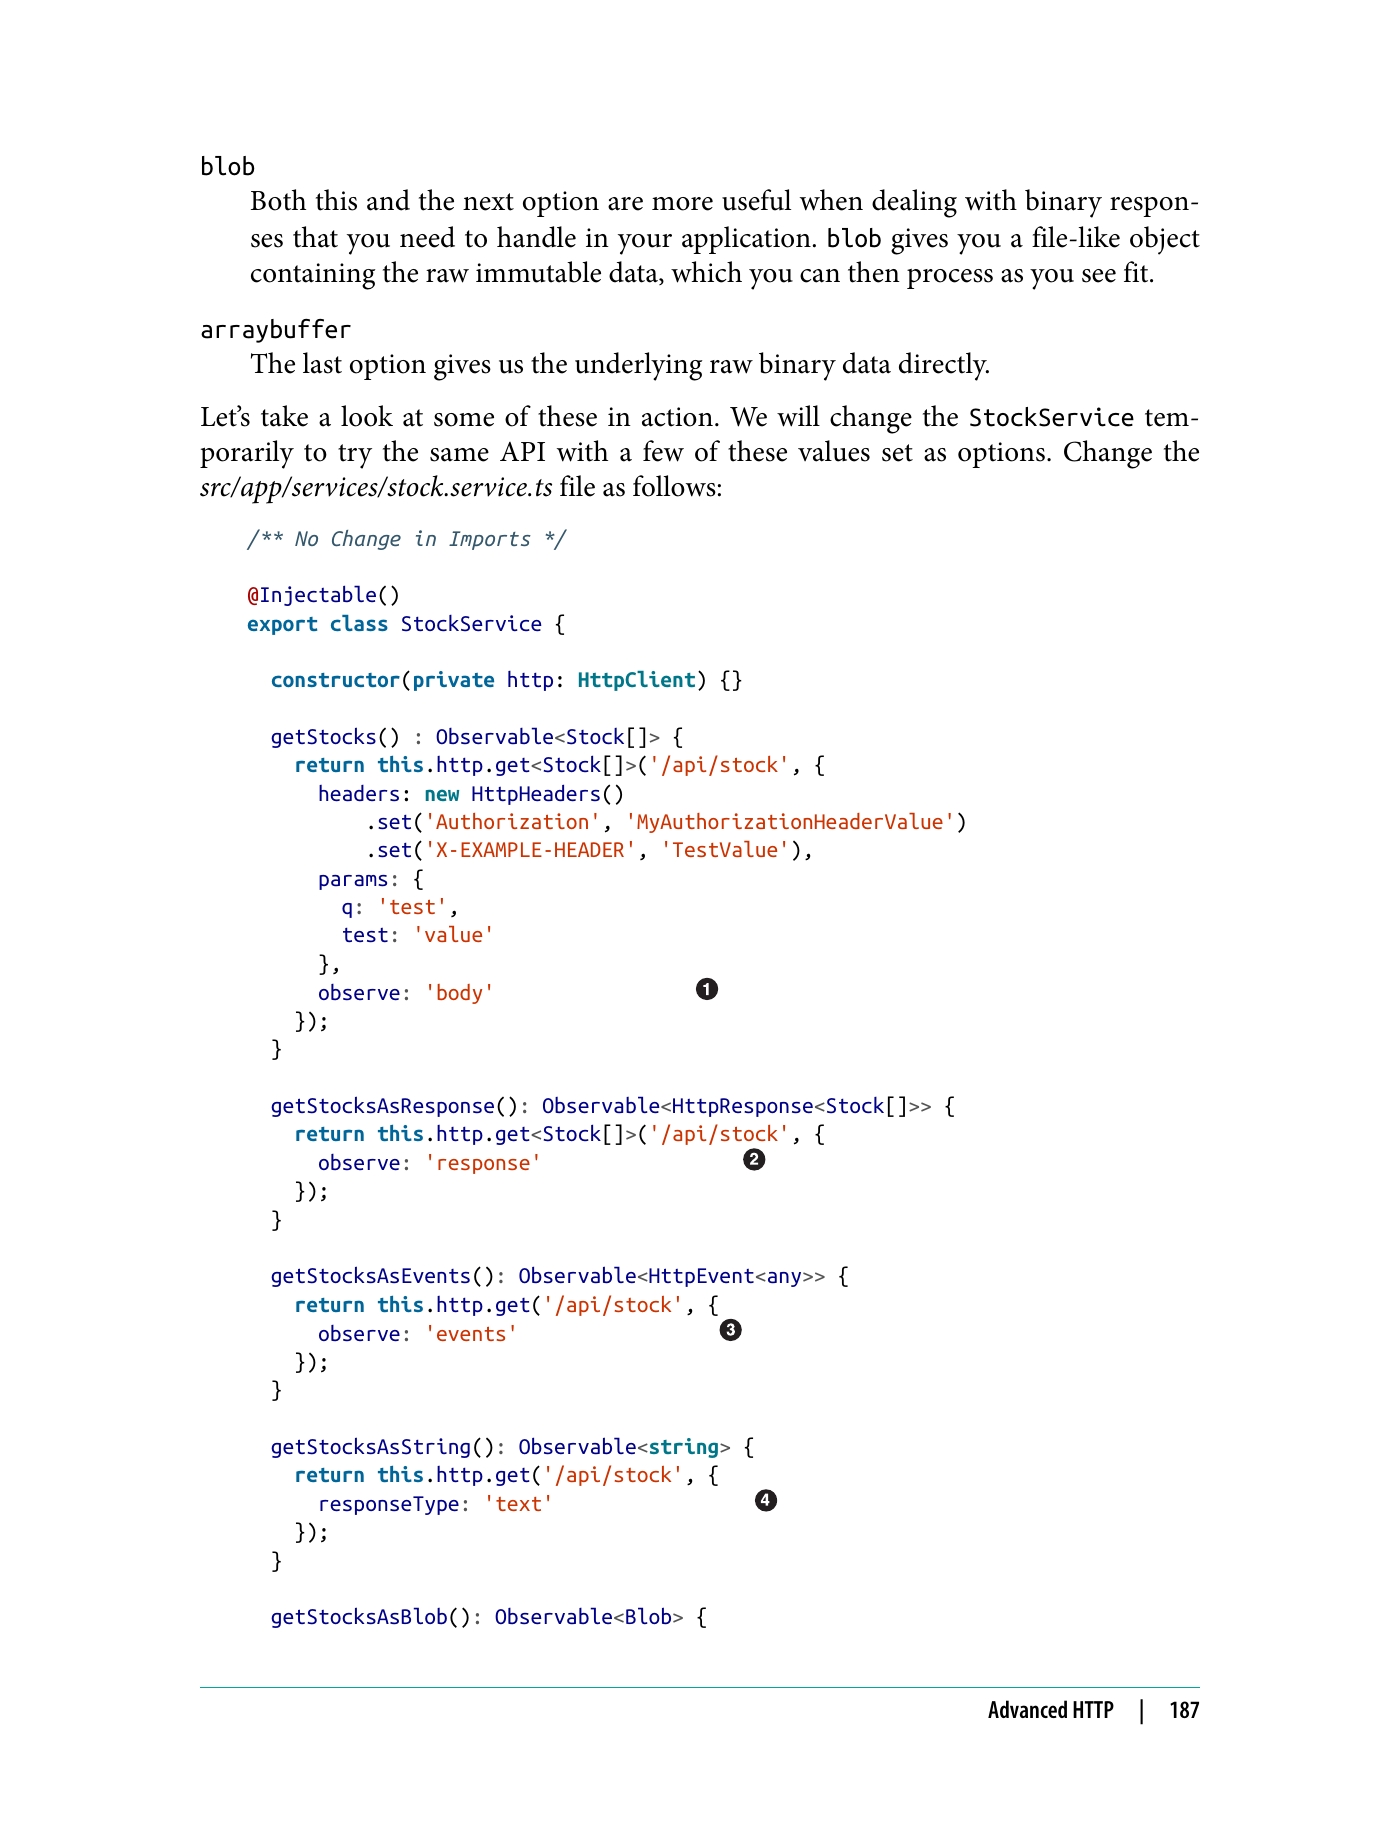 blob
Both this and the next option are more useful when dealing with binary respon-
ses that you need to handle in your application. blob gives you a file-like object
containing the raw immutable data, which you can then process as you see fit.
arraybuffer
The last option gives us the underlying raw binary data directly.
Let’s take a look at some of these in action. We will change the StockService tem-
porarily to try the same API with a few of these values set as options. Change the
src/app/services/stock.service.ts file as follows:
/** No Change in Imports */
@Injectable()
export class StockService {
constructor(private http: HttpClient) {}
getStocks() : Observable<Stock[]> {
return this.http.get<Stock[]>('/api/stock', {
headers: new HttpHeaders()
.set('Authorization', 'MyAuthorizationHeaderValue')
.set('X-EXAMPLE-HEADER', 'TestValue'),
params: {
q: 'test',
test: 'value'
},
observe: 'body' ❶
});
}
getStocksAsResponse(): Observable<HttpResponse<Stock[]>> {
return this.http.get<Stock[]>('/api/stock', {
observe: 'response' ❷
});
}
getStocksAsEvents(): Observable<HttpEvent<any>> {
return this.http.get('/api/stock', {
observe: 'events' ❸
});
}
getStocksAsString(): Observable<string> {
return this.http.get('/api/stock', {
responseType: 'text' ❹
});
}
getStocksAsBlob(): Observable<Blob> {
Advanced HTTP | 187